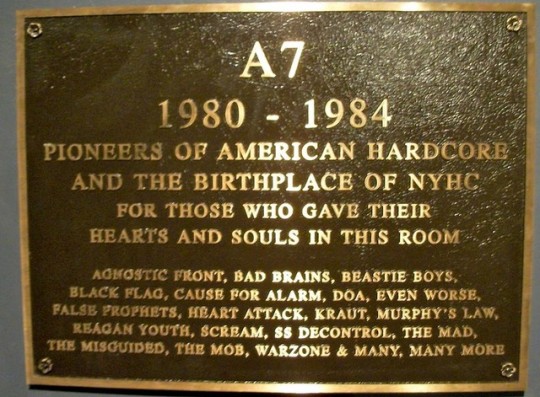 A7
1980 - 1984
PIONEERS OF AMERICAN HARDCORE
AND THE BIRTHPLACE OF NYHC
FOR THOSE WHO GAVE THEIR
HEARTS AND SOULS IN THIS ROOM
AGNOSTIC FRONT, BAD BRAINS, BEASTIE BOYS,
BLACK FLAG, CAUSE FOR ALARM, DOA, EVEN WORSE,
FALSE PROPHETS, HEART ATTACK, KRAUT, MURPHY'S LAW,
REAGAN YOUTH, SCREAM, SS DECONTROL, THE MAD,
THE MISGUIDED, THE MOB, WARZONE & MANY, MANY MORE